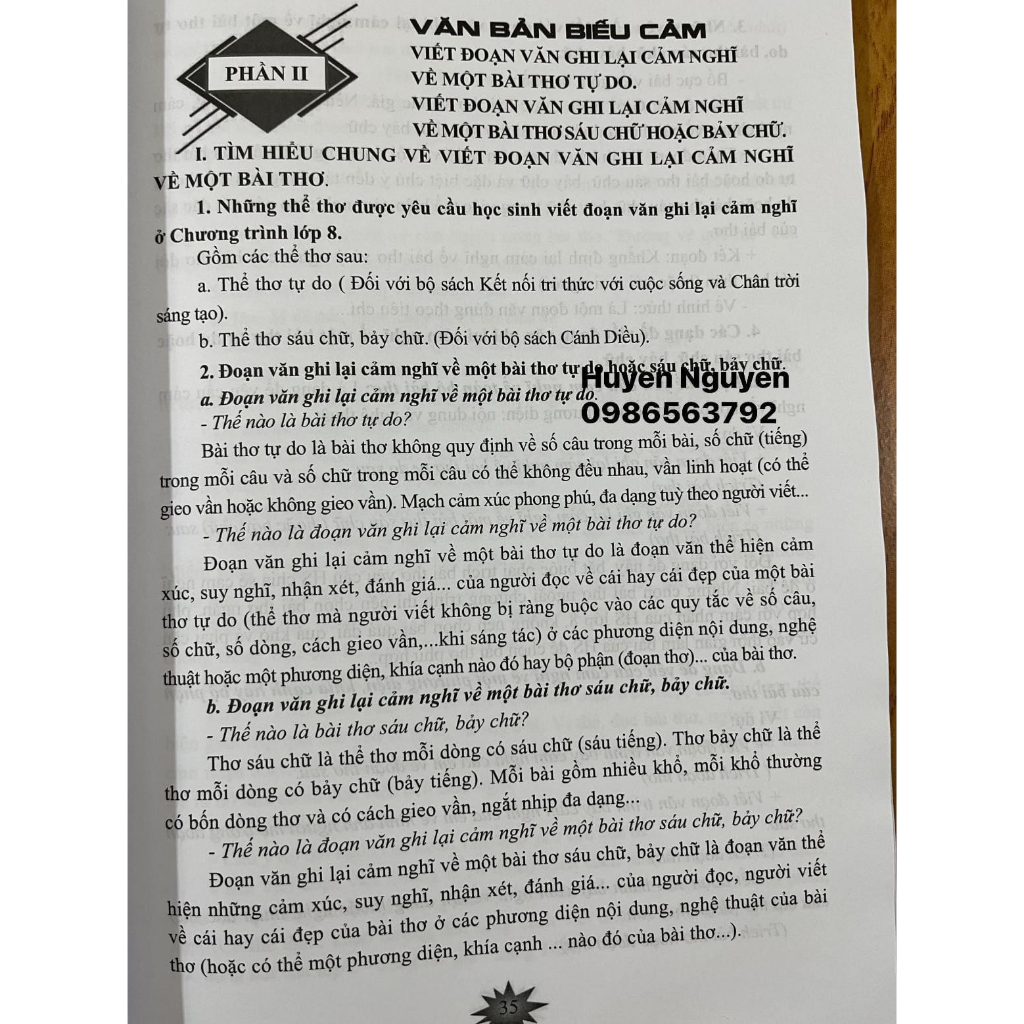 PHẦN II
VĂN BẢN BIỂU CẢM
VIẾT ĐOẠN VĂN GHI LẠI CẢM NGHĨ
VỀ MỘT BÀI THƠ TỰ DO.
VIẾT ĐOẠN VĂN GHI LẠI CẢM NGHĨ
VỀ MỘT BÀI THƠ SÁU CHỮ HOẶC BẢY CHỮ.
I. TÌM HIỂU CHUNG VỀ VIẾT ĐOẠN VĂN GHI LẠI CẢM NGHĨ
VỀ MỘT BÀI THƠ.
1. Những thể thơ được yêu cầu học sinh viết đoạn văn ghi lại cảm nghĩ
ở Chương trình lớp 8.
Gồm các thể thơ sau:
a. Thể thơ tự do ( Đối với bộ sách Kết nối tri thức với cuộc sống và Chân trời
sáng tạo).
b. Thể thơ sáu chữ, bảy chữ. (Đối với bộ sách Cánh Diều).
2. Đoạn văn ghi lại cảm nghĩ về một bài thơ tự do hoặc sáu chữ, bảy chữ.
Huyen Nguyen
a. Đoạn văn ghi lại cảm nghĩ về một bài thơ tự do.
0986563792
- Thế nào là bài thơ tự do?
Bài thơ tự do là bài thơ không quy định về số câu trong mỗi bài, số chữ (tiếng)
trong mỗi câu và số chữ trong mỗi câu có thể không đều nhau, vần linh hoạt (có thể
gieo vần hoặc không gieo vần). Mạch cảm xúc phong phú, đa dạng tuỳ theo người viết...
- Thế nào là đoạn văn ghi lại cảm nghĩ về một bài thơ tự do?
Đoạn văn ghi lại cảm nghĩ về một bài thơ tự do là đoạn văn thể hiện cảm
xúc, suy nghĩ, nhận xét, đánh giá... của người đọc về cái hay cái đẹp của một bài
thơ tự do (thể thơ mà người viết không bị ràng buộc vào các quy tắc về số câu,
số chữ, số dòng, cách gieo vần,...khi sáng tác) ở các phương diện nội dung, nghệ
thuật hoặc một phương diện, khía cạnh nào đó hay bộ phận (đoạn thơ)... của bài thơ.
b. Đoạn văn ghi lại cảm nghĩ về một bài thơ sáu chữ, bảy chữ.
- Thế nào là bài thơ sáu chữ, bảy chữ?
Thơ sáu chữ là thể thơ mỗi dòng có sáu chữ (sáu tiếng). Thơ bảy chữ là thể
thơ mỗi dòng có bảy chữ (bảy tiếng). Mỗi bài gồm nhiều khổ, mỗi khổ thường
có bốn dòng thơ và có cách gieo vần, ngắt nhịp đa dạng...
- Thế nào là đoạn văn ghi lại cảm nghĩ về một bài thơ sáu chữ, bảy chữ?
Đoạn văn ghi lại cảm nghĩ về một bài thơ sáu chữ, bảy chữ là đoạn văn thể
hiện những cảm xúc, suy nghĩ, nhận xét, đánh giá... của người đọc, người viết
về cái hay cái đẹp của bài thơ ở các phương diện nội dung, nghệ thuật của bài
thơ (hoặc có thể một phương diện, khía cạnh ... nào đó của bài thơ...).
35